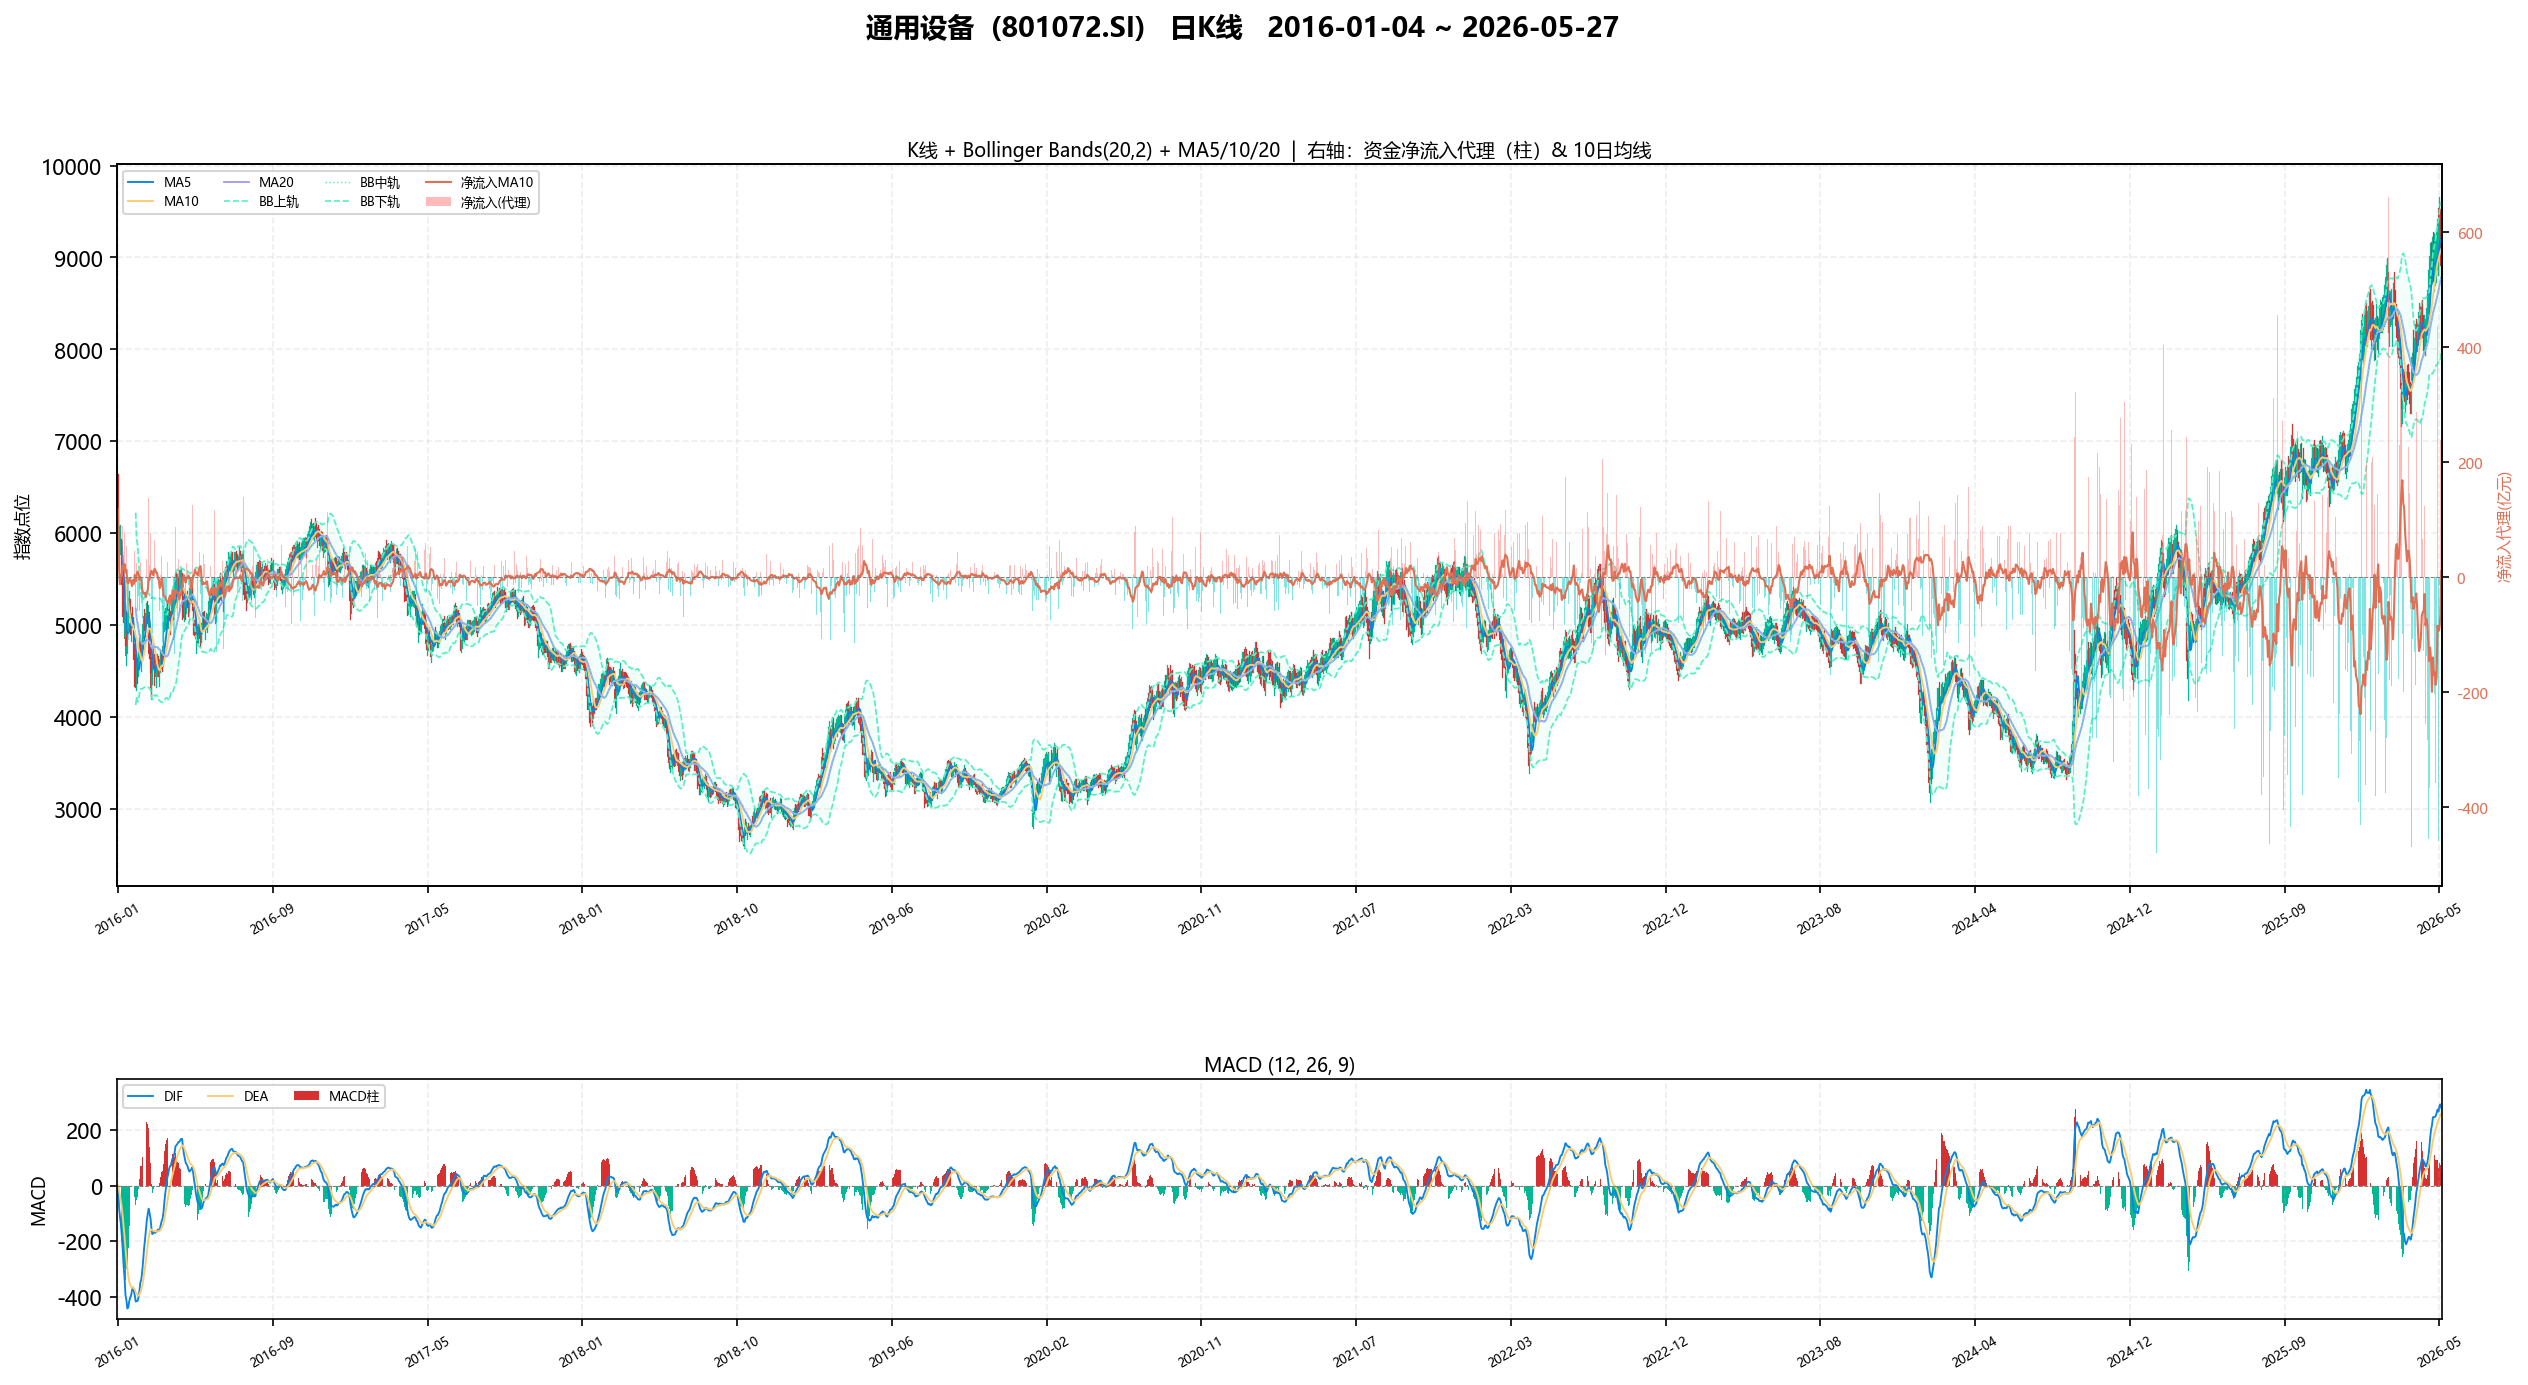 通用设备 (801072.SI) 日K线 2016-01-04 ~ 2026-05-27
K线 + Bollinger Bands(20,2) + MA5/10/20 | 右轴：资金净流入代理（柱）& 10日均线
MA5 MA20 BB中轨 净流入MA10
MA10 BB上轨 BB下轨 净流入(代理)
10000
9000
8000
7000
6000
5000
4000
3000
指数点位
600
400
200
0
-200
-400
净流入代理(亿元)
2016-01 2016-09 2017-05 2018-01 2018-10 2019-06 2020-02 2020-11 2021-07 2022-03 2022-12 2023-08 2024-04 2024-12 2025-09 2026-05
MACD (12, 26, 9)
DIF DEA MACD柱
200
0
-200
-400
MACD
2016-01 2016-09 2017-05 2018-01 2018-10 2019-06 2020-02 2020-11 2021-07 2022-03 2022-12 2023-08 2024-04 2024-12 2025-09 2026-05